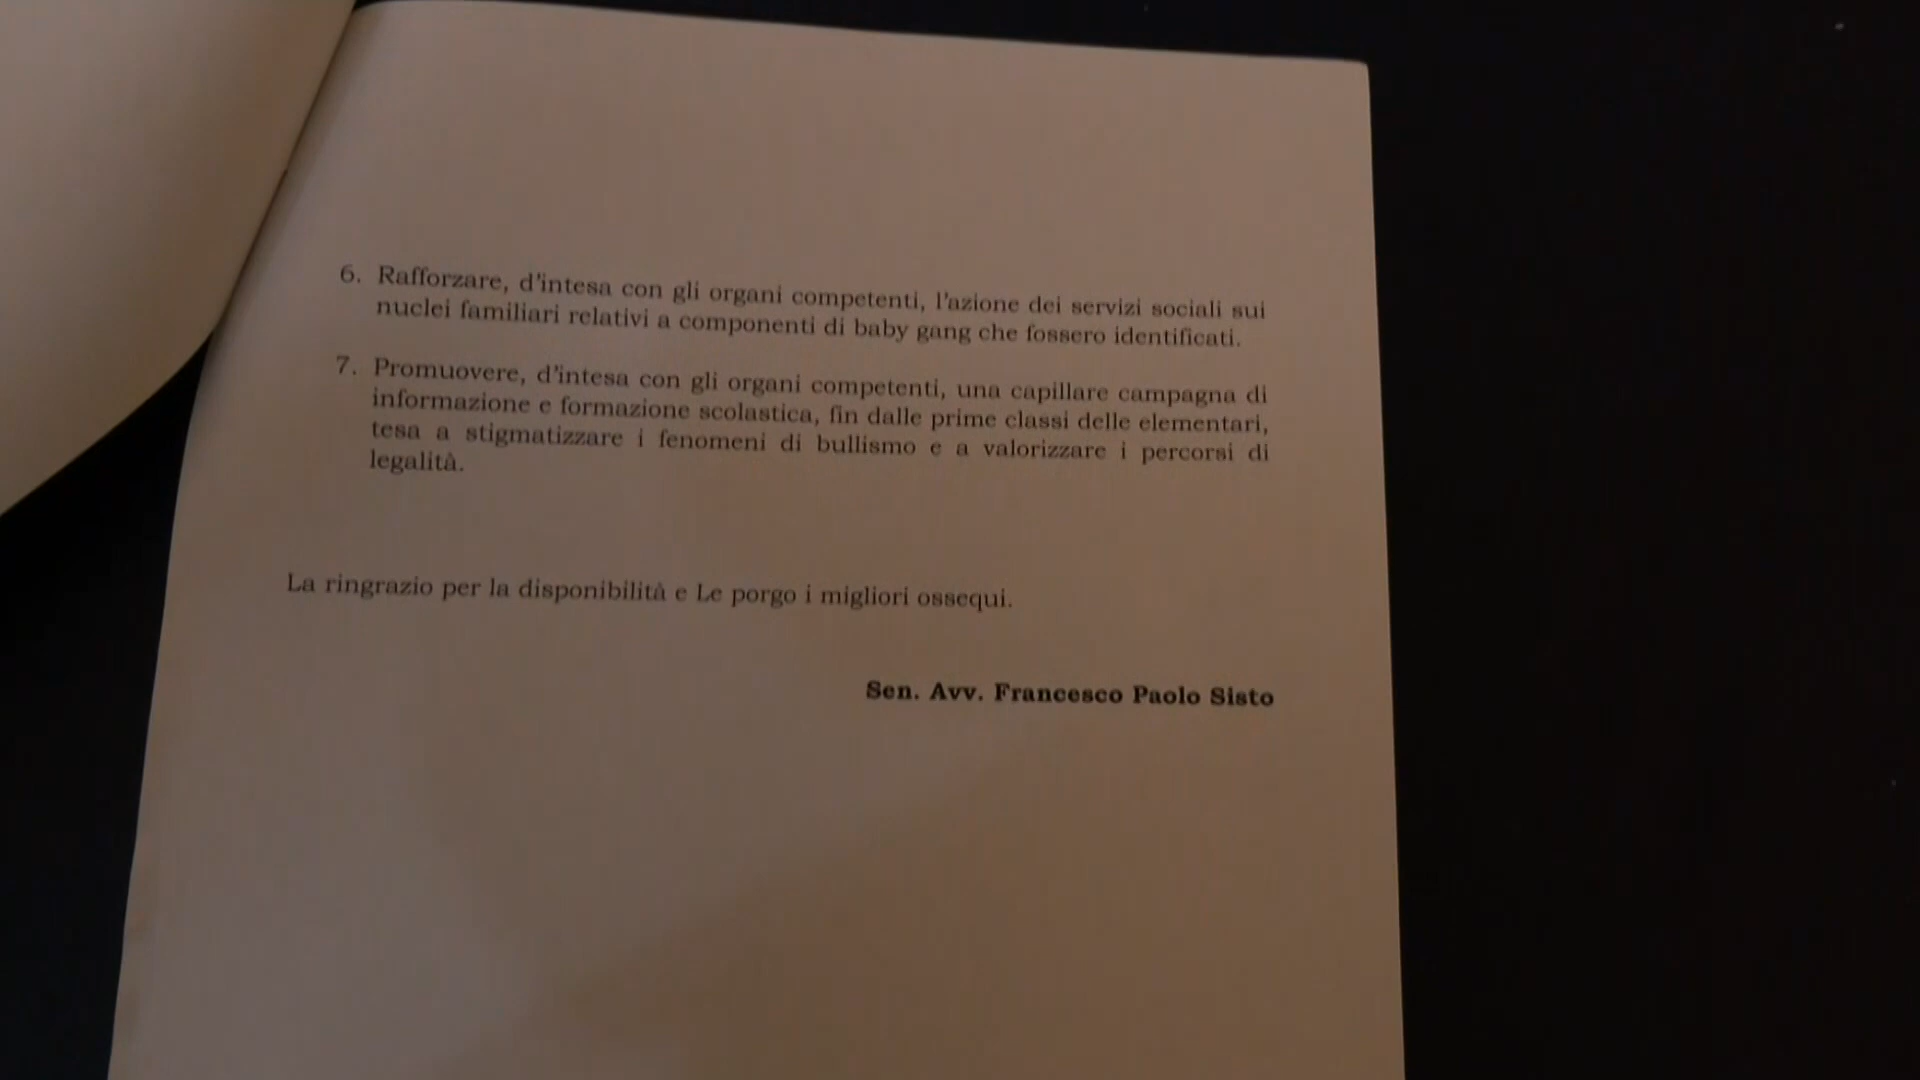 6. Rafforzare, d'intesa con gli organi competenti, l'azione dei servizi sociali sui
nuclei familiari relativi a componenti di baby gang che fossero identificati.
7. Promuovere, d'intesa con gli organi competenti, una capillare campagna di
informazione e formazione scolastica, fin dalle prime classi delle elementari,
tesa a stigmatizzare i fenomeni di bullismo e a valorizzare i percorsi di
legalità.
La ringrazio per la disponibilità e Le porgo i migliori ossequi.
Sen. Avv. Francesco Paolo Sisto